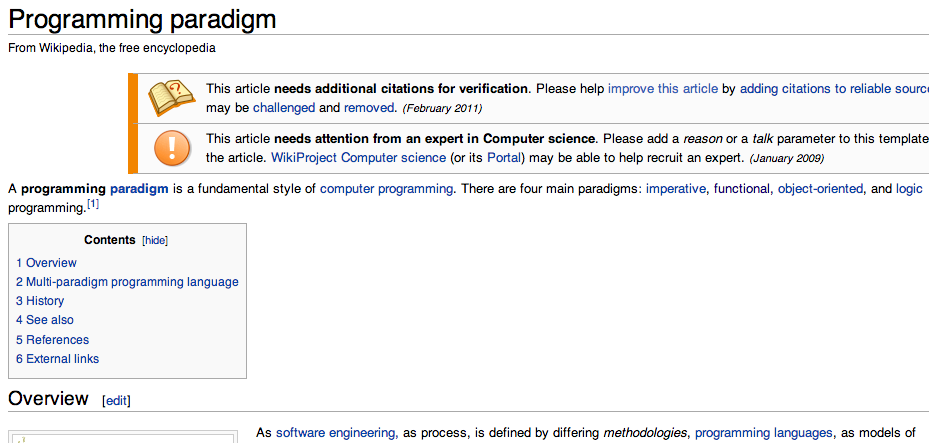 Programming paradigm
From Wikipedia, the free encyclopedia
This article needs additional citations for verification. Please help improve this article by adding citations to reliable
may be challenged and removed. (February 2011)
This article needs attention from an expert in Computer science. Please add a reason or a talk parameter to this template
the article. WikiProject Computer science (or its Portal) may be able to help recruit an expert. (January 2009)
A programming paradigm is a fundamental style of computer programming. There are four main paradigms: imperative, functional, object-oriented, and logic
programming.[1]
Contents [hide]
1 Overview
2 Multi-paradigm programming language
3 History
4 See also
5 References
6 External links
Overview [edit]
As software engineering, as process, is defined by differing methodologies, programming languages, as models of